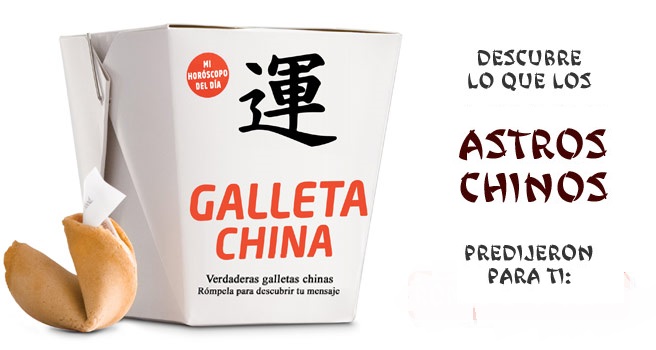 MI
HORÓSCOPO
DEL DÍA
運
GALLETA
CHINA
Verdaderas galletas chinas
Rómpela para descubrir tu mensaje
DESCUBRE
LO QUE LOS
ASTROS
CHINOS
PREDIJERON
PARA TI: